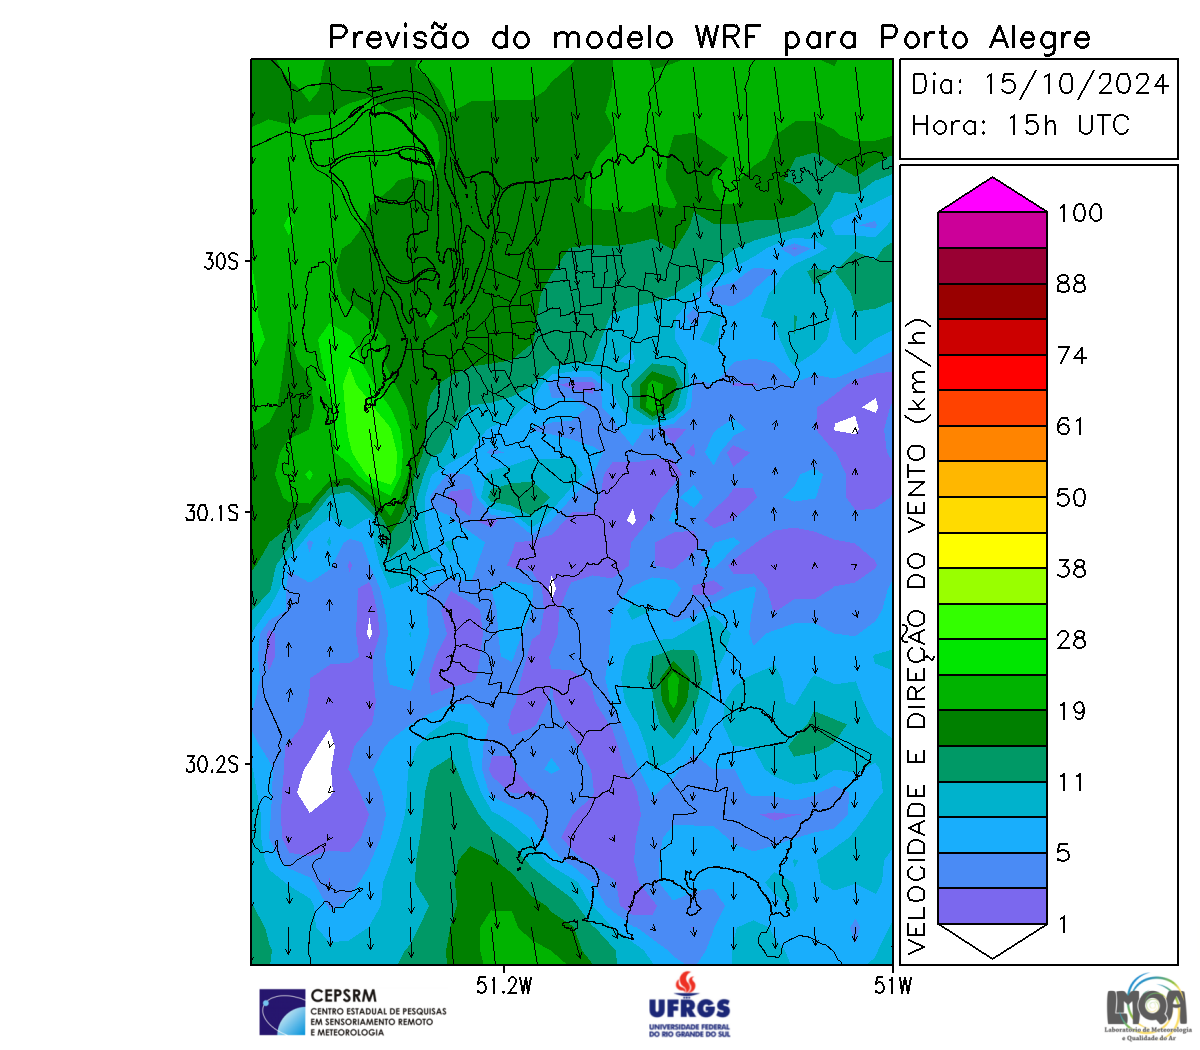 Previsão do modelo WRF para Porto Alegre
Dia: 15/10/2024
Hora: 15h UTC
30S
30.1S
30.2S
51.2W
51W
VELOCIDADE E DIREÇÃO DO VENTO (km/h)
100
88
74
61
50
38
28
19
11
5
1
CEPSRM
CENTRO ESTADUAL DE PESQUISAS
EM SENSORIAMENTO REMOTO
E METEOROLOGIA
UFRGS
UNIVERSIDADE FEDERAL
DO RIO GRANDE DO SUL
LMQA
Laboratório de Meteorologia
e Qualidade do Ar